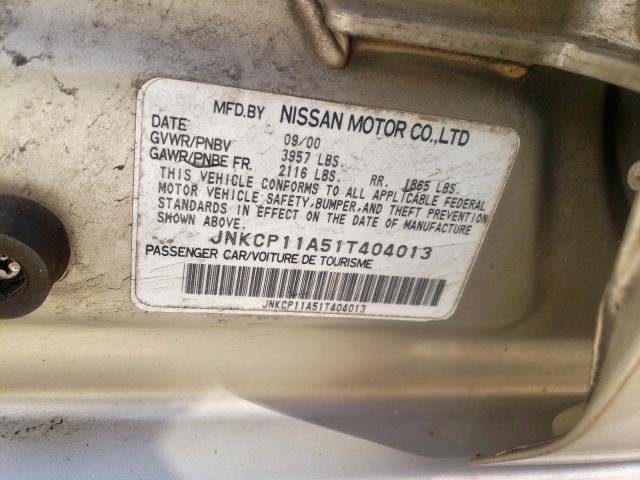 MFD.BY NISSAN MOTOR CO.,LTD
DATE: 09/00
GVWR/PNBV 3957 LBS.
GAWR/PNBE FR. 2116 LBS. RR. 1865 LBS.
THIS VEHICLE CONFORMS TO ALL APPLICABLE FEDERAL
MOTOR VEHICLE SAFETY,BUMPER,AND THEFT PREVENTION
STANDARDS IN EFFECT ON THE DATE OF MANUFACTURE
SHOWN ABOVE.
JNKCP11A51T404013
PASSENGER CAR/VOITURE DE TOURISME
JNKCP11A51T404013